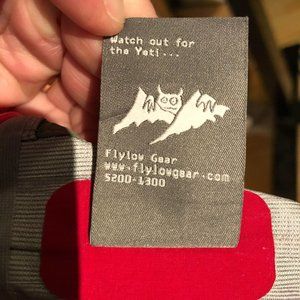 Watch out for
the Yeti...
Flylow Gear
www.flylowgear.com
5200-1300